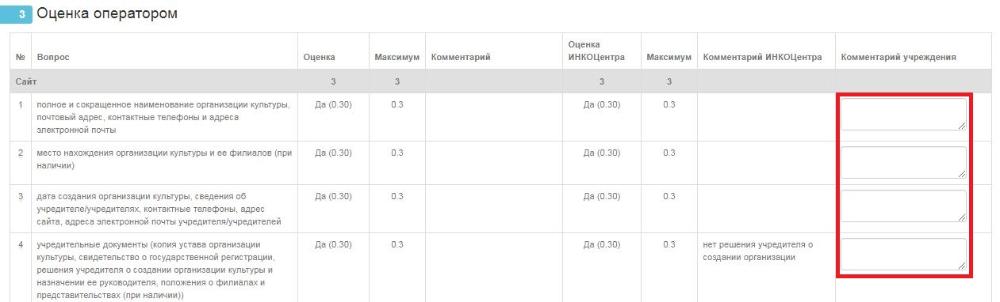 3 Оценка оператором
Оценка
№ Вопрос Оценка Максимум Комментарий ИНКОЦентра Максимум Комментарий ИНКОЦентра Комментарий учреждения
Сайт 3 3 3 3
1 полное и сокращенное наименование организации культуры, Да (0.30) 0.3 Да (0.30) 0.3
почтовый адрес, контактные телефоны и адреса
электронной почты
2 место нахождения организации культуры и ее филиалов (при Да (0.30) 0.3 Да (0.30) 0.3
наличии)
3 дата создания организации культуры, сведения об Да (0.30) 0.3 Да (0.30) 0.3
учредителе/учредителях, контактные телефоны, адрес
сайта, адреса электронной почты учредителя/учредителей
4 учредительные документы (копия устава организации Да (0.30) 0.3 Да (0.30) 0.3 нет решения учредителя о
культуры, свидетельство о государственной регистрации, создании организации
решения учредителя о создании организации культуры и
назначении ее руководителя, положения о филиалах и
представительствах (при наличии))